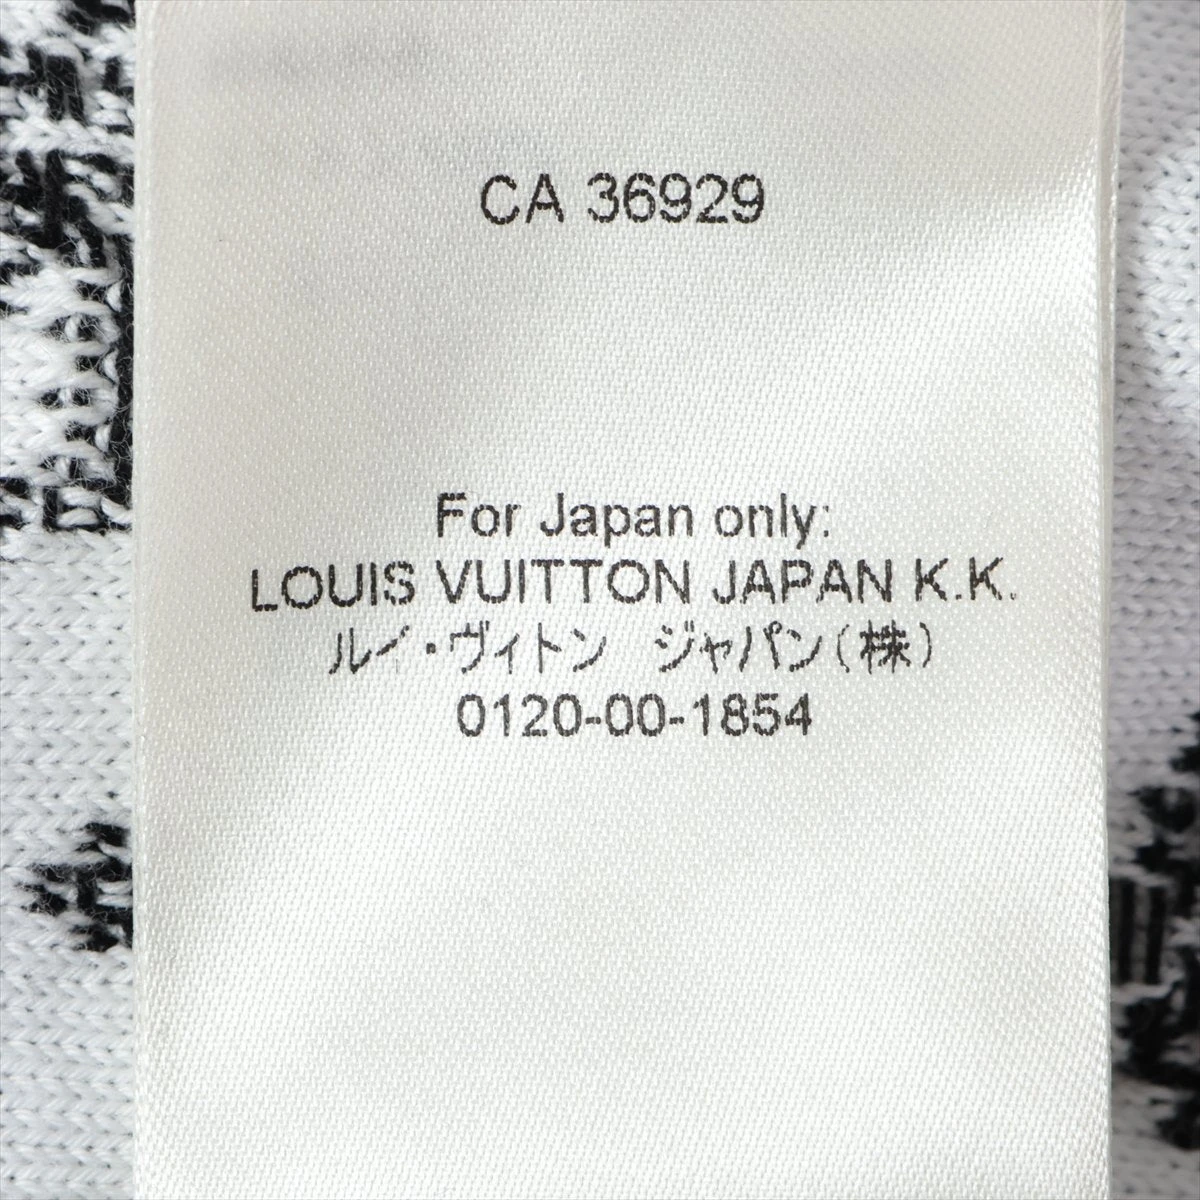 CA 36929
For Japan only:
LOUIS VUITTON JAPAN K.K.
ルイ・ヴィトン　ジャパン(株)
0120-00-1854